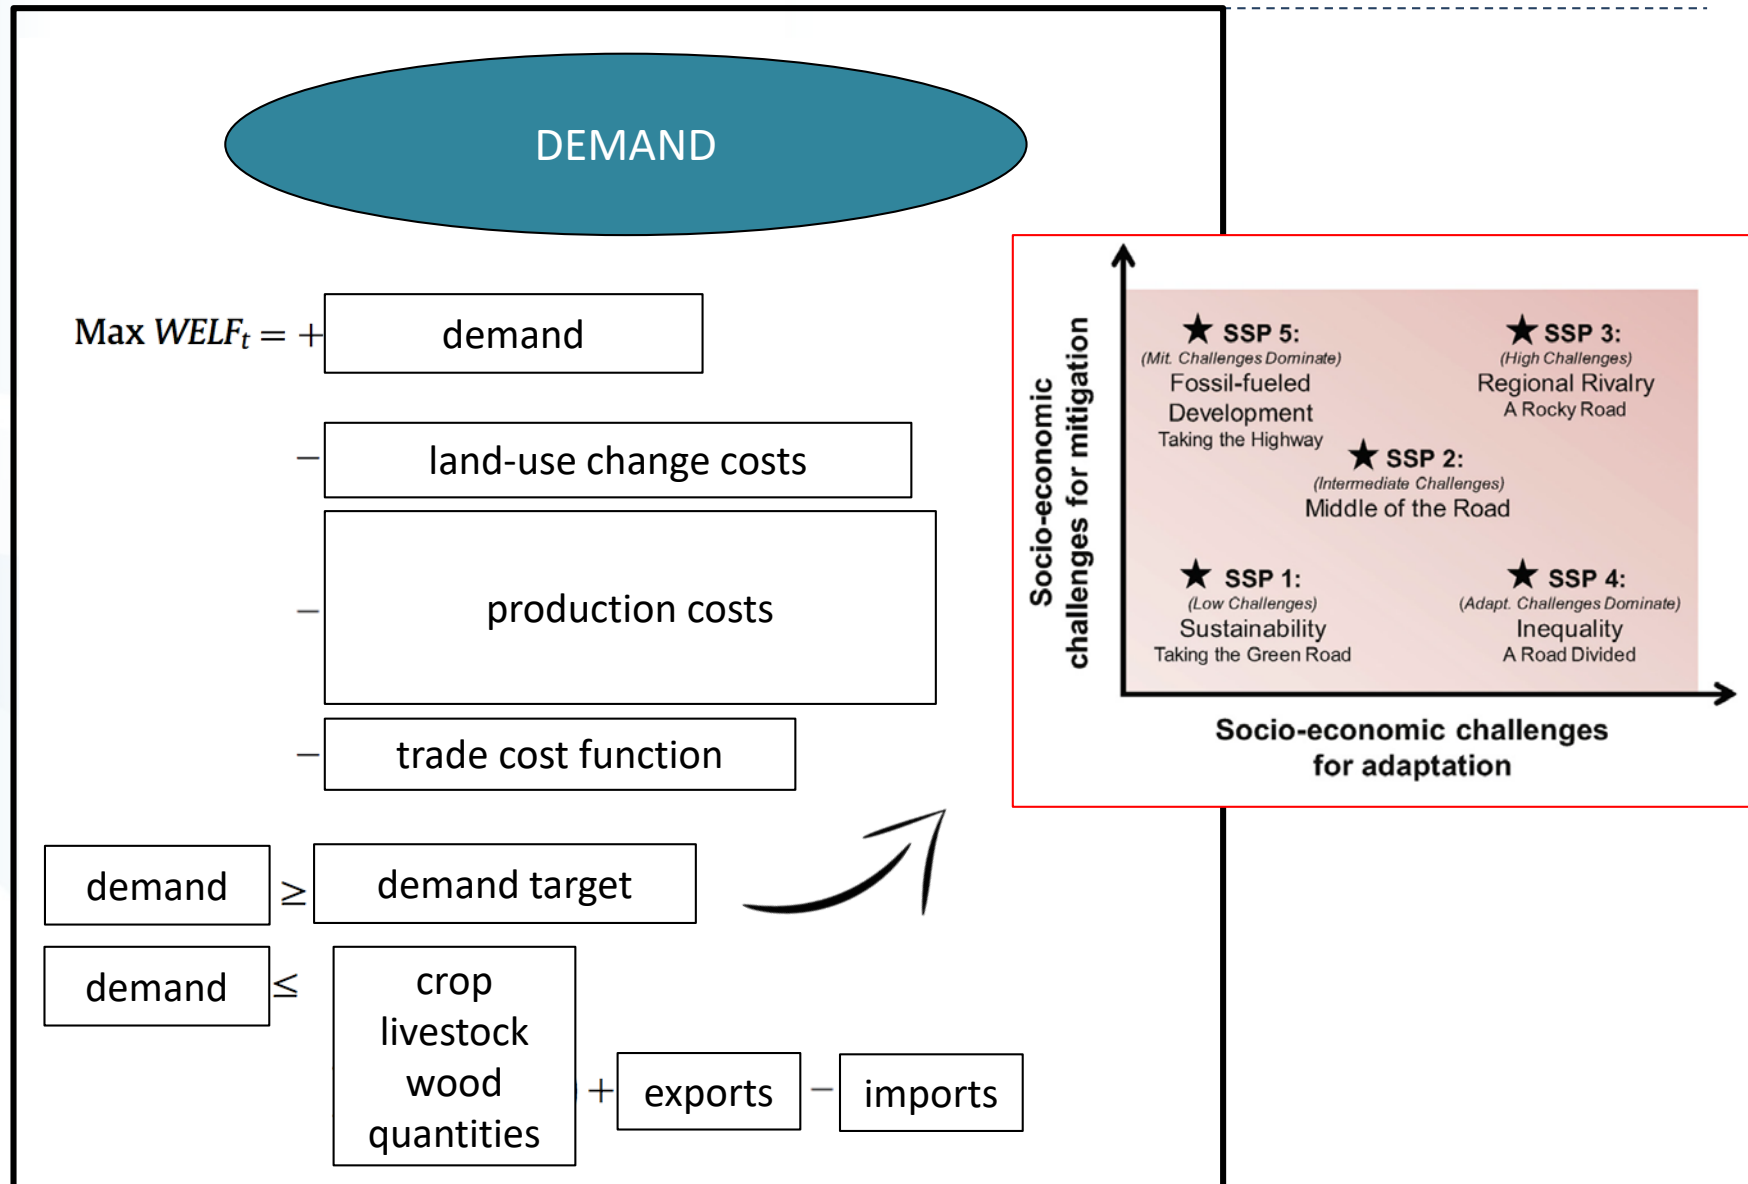 DEMAND
Max WELFt = + demand
− land-use change costs
− production costs
− trade cost function
demand ≥ demand target
demand ≤ crop
livestock
wood
quantities
+ exports − imports
Socio-economic
challenges for mitigation
★ SSP 5:
(Mit. Challenges Dominate)
Fossil-fueled
Development
Taking the Highway
★ SSP 3:
(High Challenges)
Regional Rivalry
A Rocky Road
★ SSP 2:
(Intermediate Challenges)
Middle of the Road
★ SSP 1:
(Low Challenges)
Sustainability
Taking the Green Road
★ SSP 4:
(Adapt. Challenges Dominate)
Inequality
A Road Divided
Socio-economic challenges
for adaptation